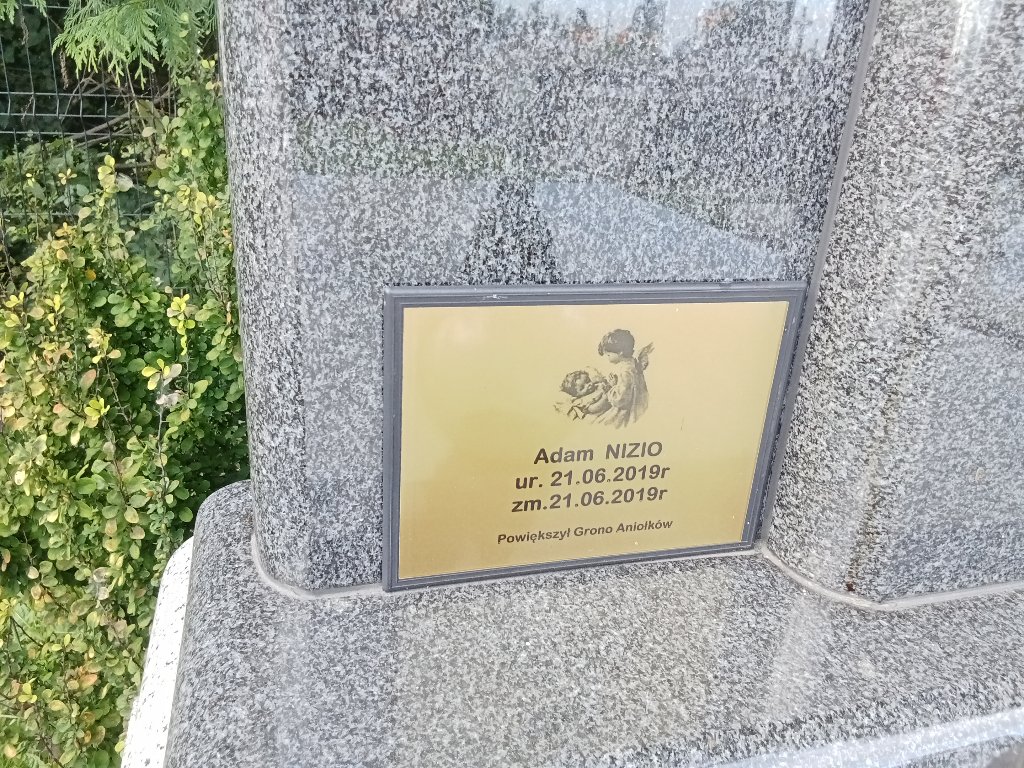 Adam NIZIO
ur. 21.06.2019r
zm.21.06.2019r
Powiększył Grono Aniołków